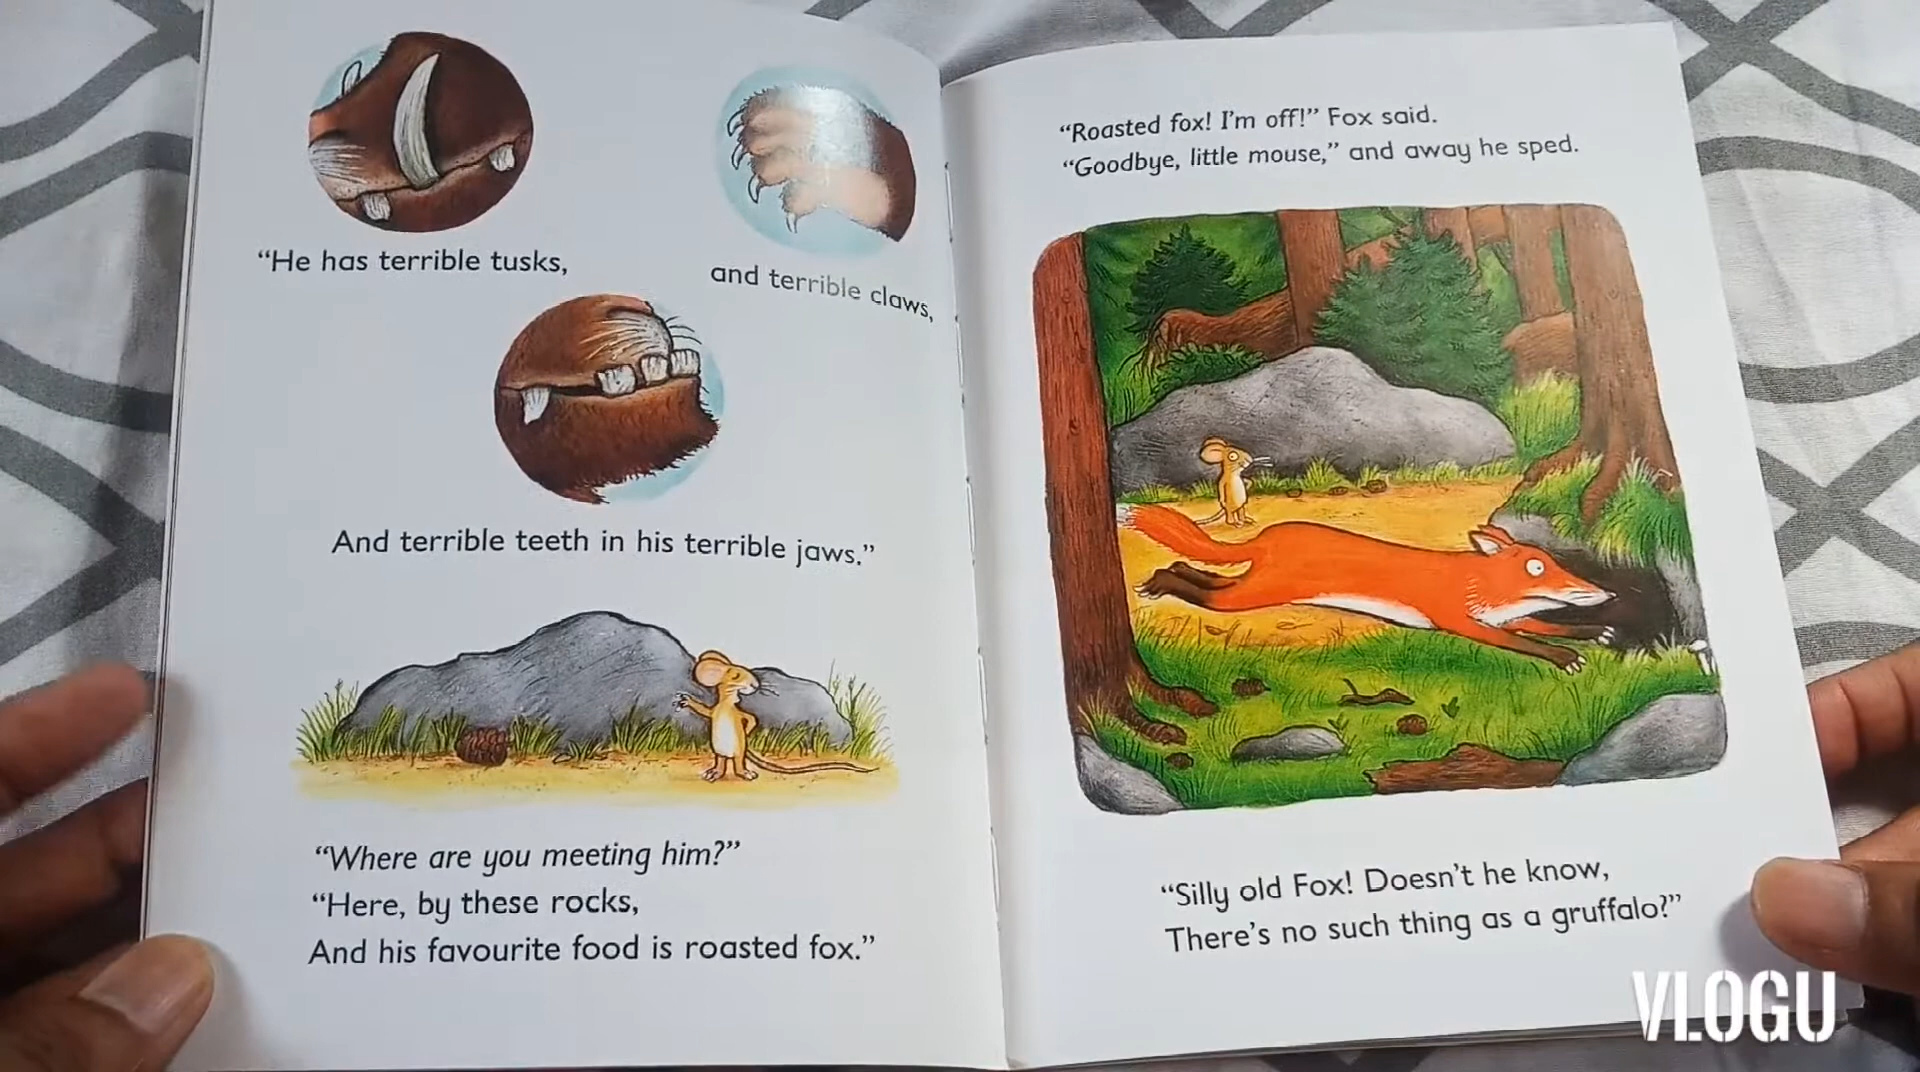 “He has terrible tusks,
and terrible claws,
And terrible teeth in his terrible jaws.”
“Where are you meeting him?”
“Here, by these rocks,
And his favourite food is roasted fox.”
“Roasted fox! I’m off!” Fox said.
“Goodbye, little mouse,” and away he sped.
“Silly old Fox! Doesn’t he know,
There’s no such thing as a gruffalo?”
VLOGU